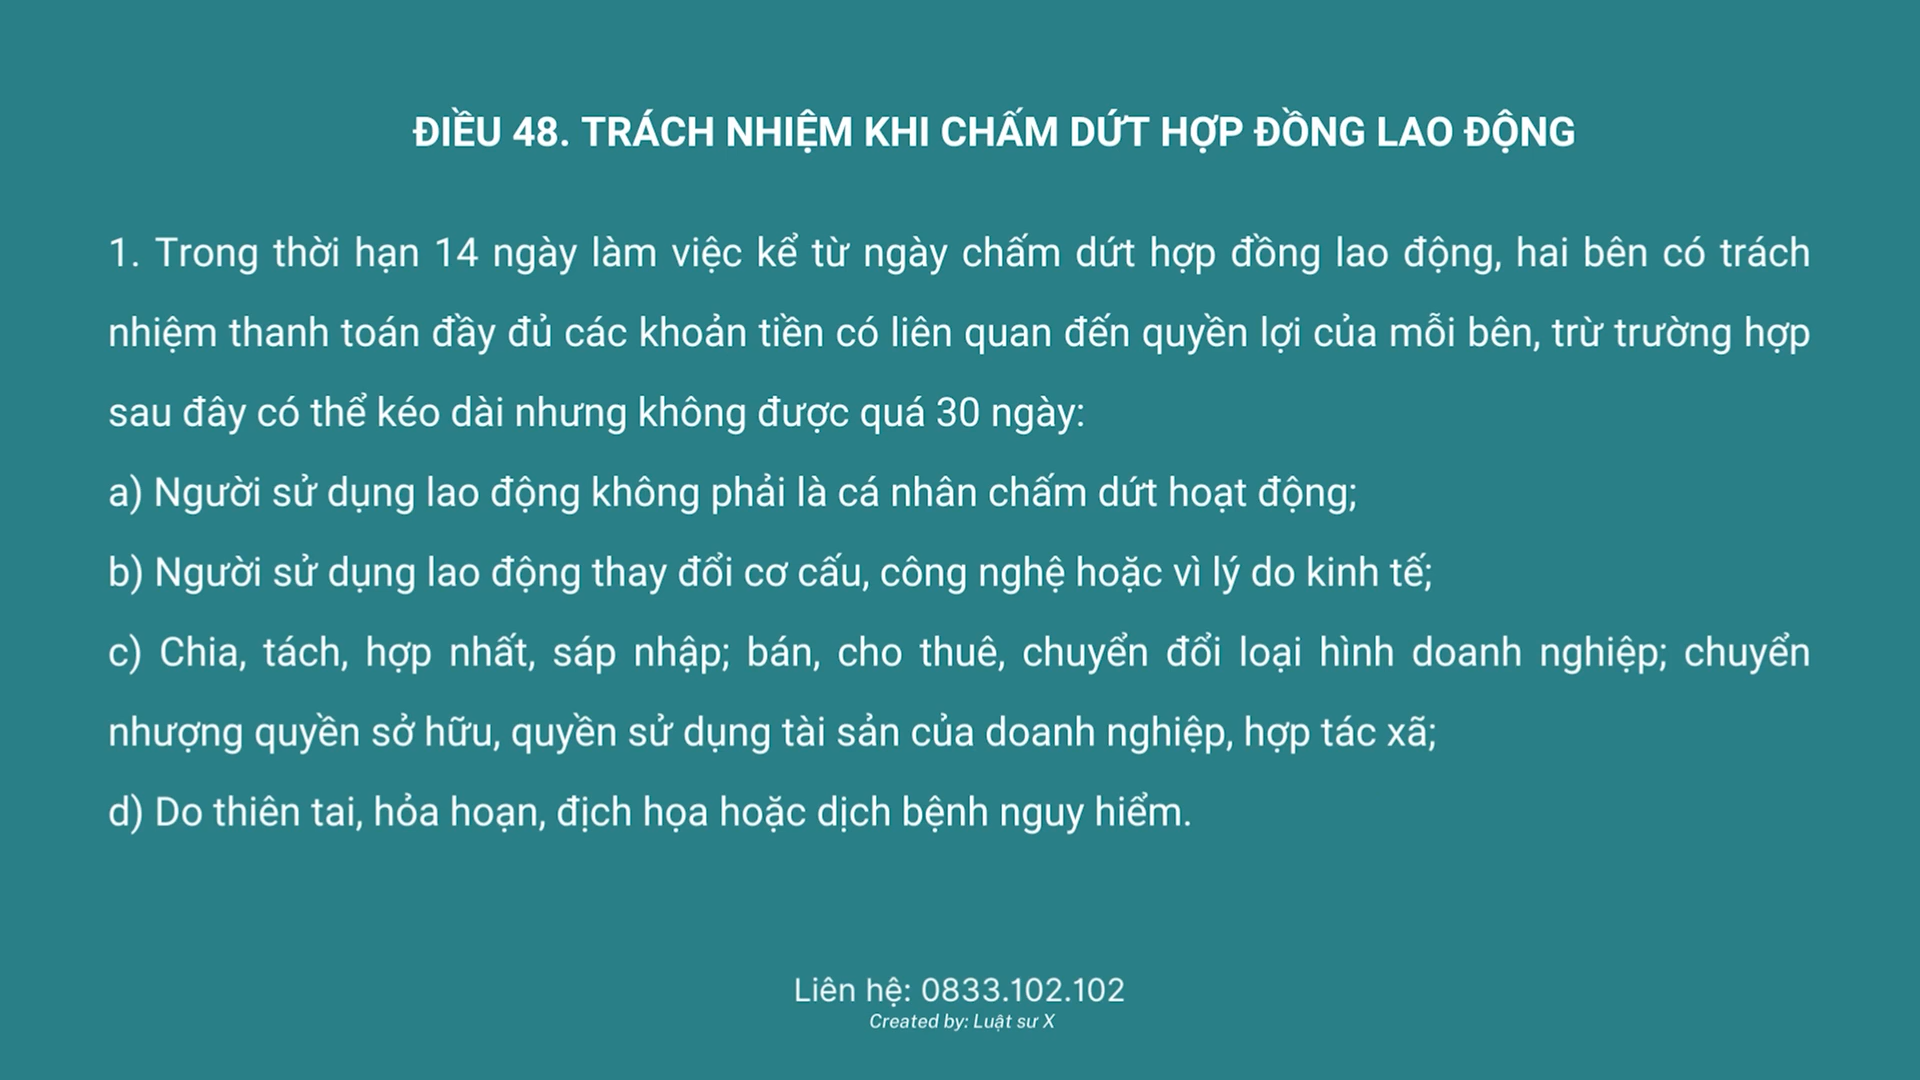 ĐIỀU 48. TRÁCH NHIỆM KHI CHẤM DỨT HỢP ĐỒNG LAO ĐỘNG
1. Trong thời hạn 14 ngày làm việc kể từ ngày chấm dứt hợp đồng lao động, hai bên có trách
nhiệm thanh toán đầy đủ các khoản tiền có liên quan đến quyền lợi của mỗi bên, trừ trường hợp
sau đây có thể kéo dài nhưng không được quá 30 ngày:
a) Người sử dụng lao động không phải là cá nhân chấm dứt hoạt động;
b) Người sử dụng lao động thay đổi cơ cấu, công nghệ hoặc vì lý do kinh tế;
c) Chia, tách, hợp nhất, sáp nhập; bán, cho thuê, chuyển đổi loại hình doanh nghiệp; chuyển
nhượng quyền sở hữu, quyền sử dụng tài sản của doanh nghiệp, hợp tác xã;
d) Do thiên tai, hỏa hoạn, địch họa hoặc dịch bệnh nguy hiểm.
Liên hệ: 0833.102.102
Created by: Luật sư X